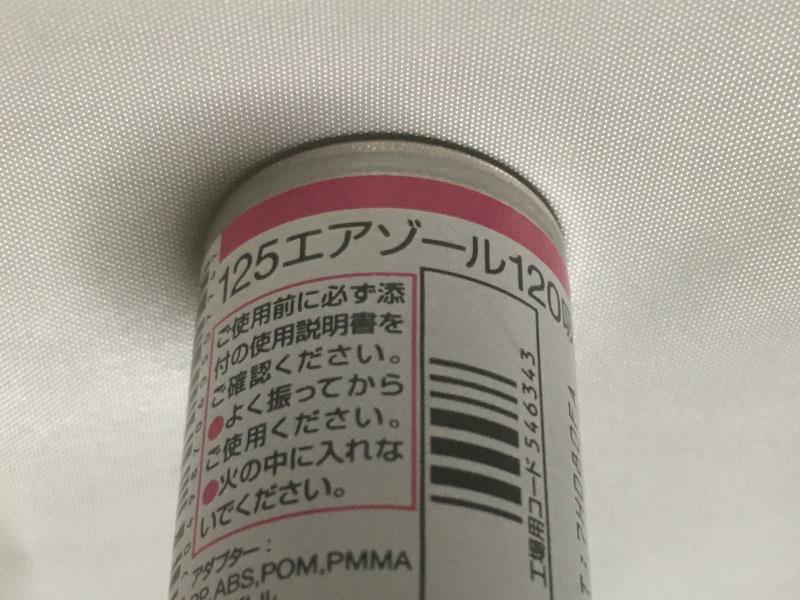 125エアゾール120吸
ご使用前に必ず添
付の使用説明書を
ご確認ください。
●よく振ってから
ご使用ください。
●火の中に入れな
いでください。
アダプター:
PP,ABS,POM,PMMA
工場用コード 546343